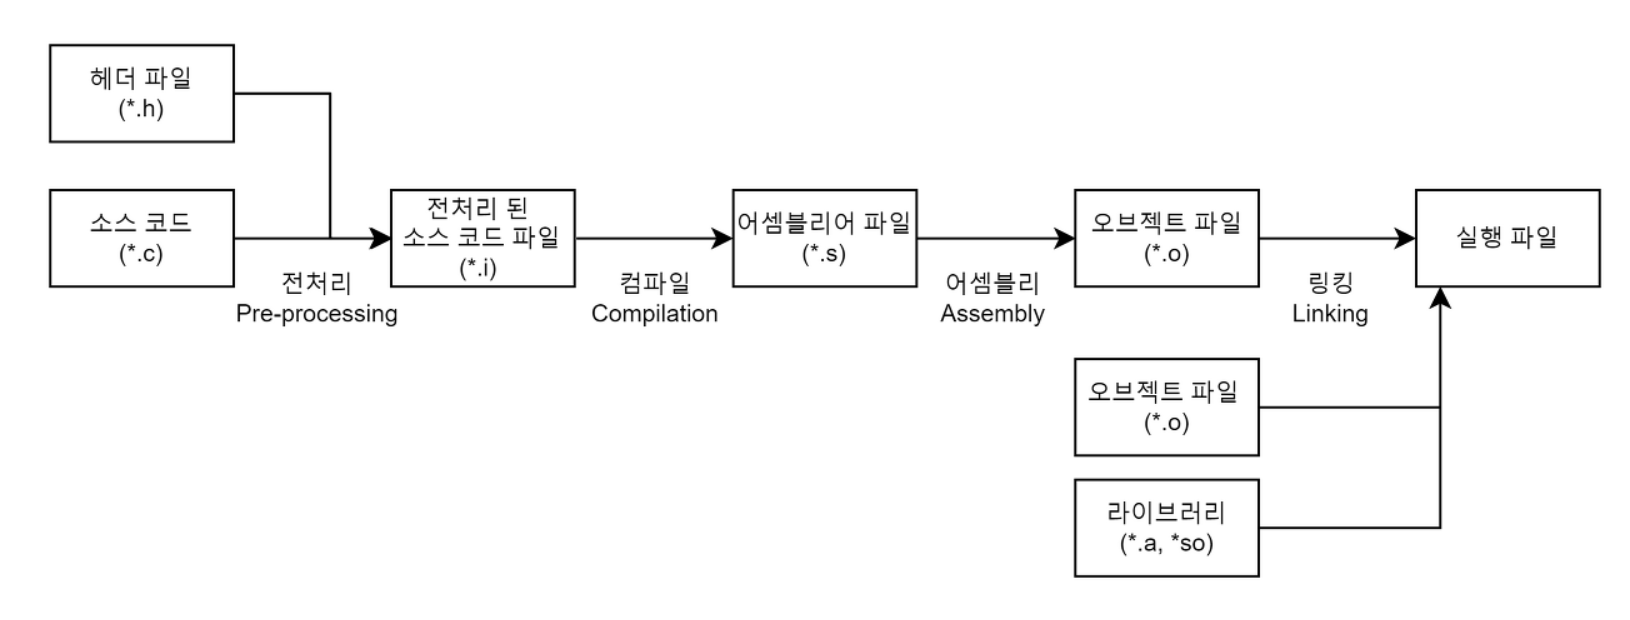 헤더 파일
(*.h)
소스 코드
(*.c)
전처리
Pre-processing
전처리 된
소스 코드 파일
(*.i)
컴파일
Compilation
어셈블리어 파일
(*.s)
어셈블리
Assembly
오브젝트 파일
(*.o)
링킹
Linking
실행 파일
오브젝트 파일
(*.o)
라이브러리
(*.a, *so)